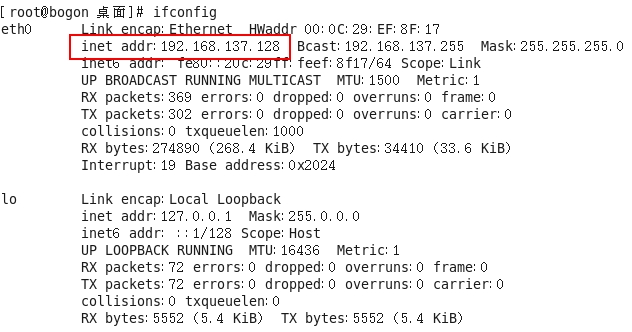 [root@bogon 桌面]# ifconfig
eth0      Link encap:Ethernet  HWaddr 00:0C:29:EF:8F:17
          inet addr:192.168.137.128  Bcast:192.168.137.255  Mask:255.255.255.0
          inet6 addr: fe80::20c:29ff:feef:8f17/64 Scope:Link
          UP BROADCAST RUNNING MULTICAST  MTU:1500  Metric:1
          RX packets:369 errors:0 dropped:0 overruns:0 frame:0
          TX packets:302 errors:0 dropped:0 overruns:0 carrier:0
          collisions:0 txqueuelen:1000
          RX bytes:274890 (268.4 KiB)  TX bytes:34410 (33.6 KiB)
          Interrupt:19 Base address:0x2024
lo        Link encap:Local Loopback
          inet addr:127.0.0.1  Mask:255.0.0.0
          inet6 addr: ::1/128 Scope:Host
          UP LOOPBACK RUNNING  MTU:16436  Metric:1
          RX packets:72 errors:0 dropped:0 overruns:0 frame:0
          TX packets:72 errors:0 dropped:0 overruns:0 carrier:0
          collisions:0 txqueuelen:0
          RX bytes:5552 (5.4 KiB)  TX bytes:5552 (5.4 KiB)